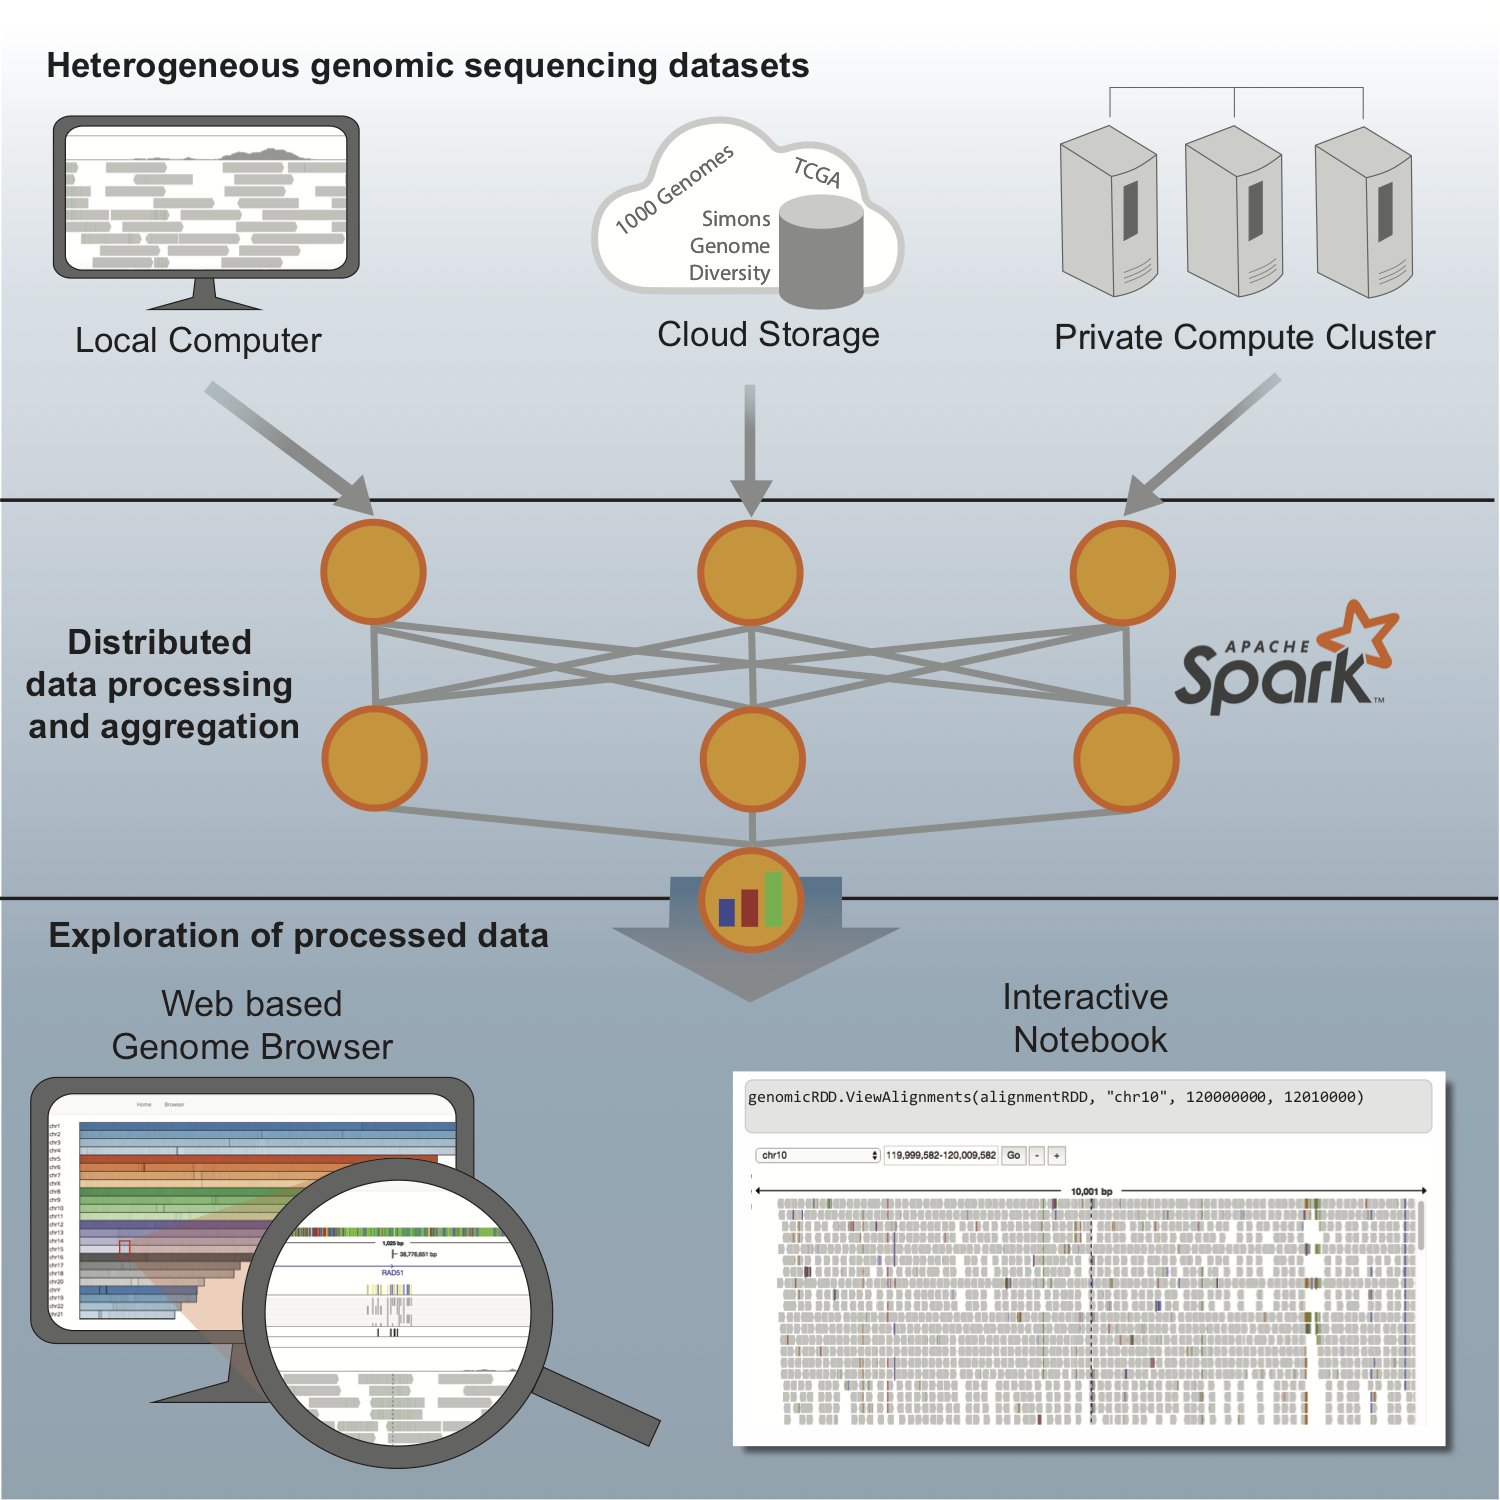 Heterogeneous genomic sequencing datasets
1000 Genomes
TCGA
Simons
Genome
Diversity
Local Computer
Cloud Storage
Private Compute Cluster
Distributed
data processing
and aggregation
APACHE
Spark™
Exploration of processed data
Web based
Genome Browser
Interactive
Notebook
Home Browser
chr1
chr2
chr3
chr4
chr5
chr6
chr7
chrX
chr8
chr9
chr10
chr11
chr12
chr13
chr14
chr15
chr16
chr17
chr18
chr20
chrY
chr19
chr22
chr21
1,025 bp
38,776,651 bp
RAD51
genomicRDD.ViewAlignments(alignmentRDD, "chr10", 120000000, 12010000)
chr10 119,999,582-120,009,582 Go - +
10,001 bp